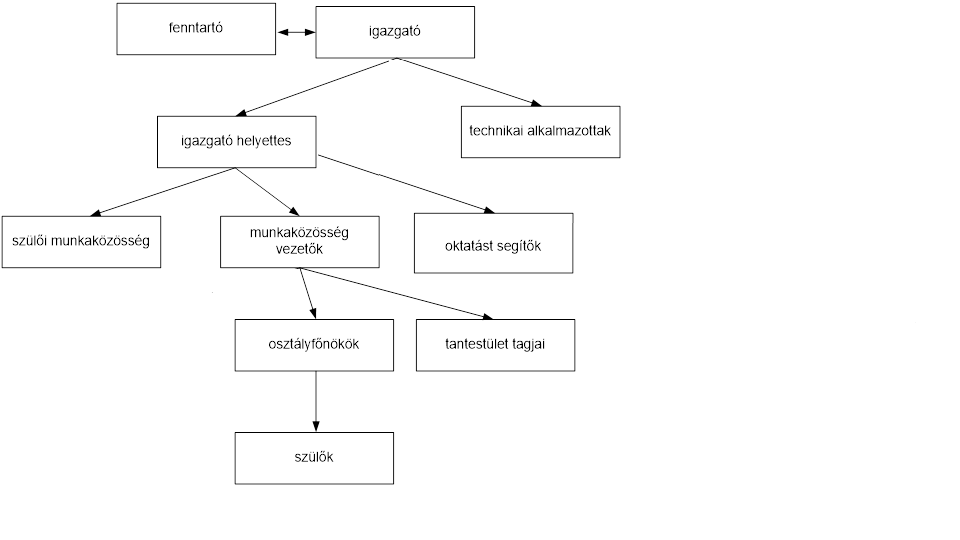 fenntartó
igazgató
technikai alkalmazottak
igazgató helyettes
szülői munkaközösség
munkaközösség
vezetők
oktatást segítők
osztályfőnökök
tantestület tagjai
szülők